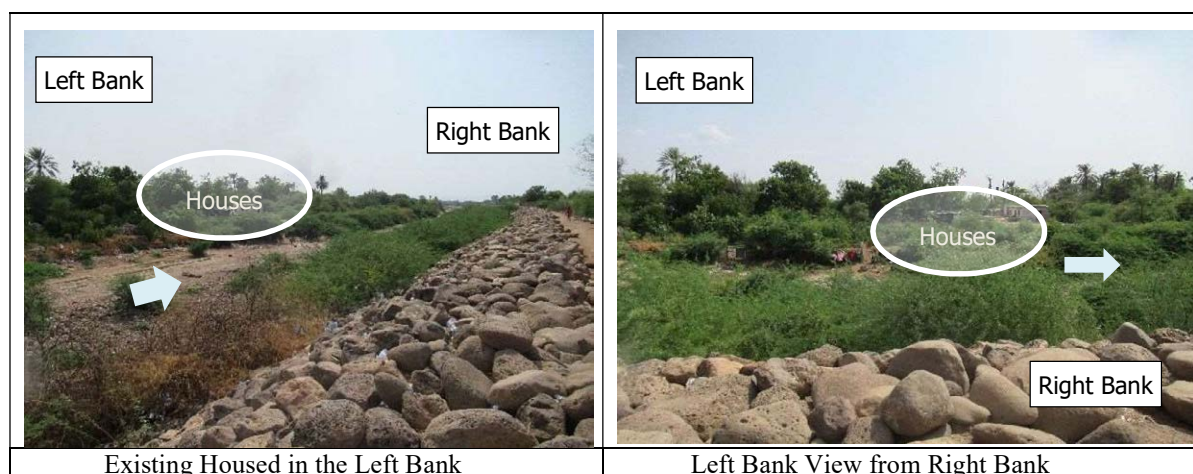 Left Bank
Right Bank
Houses
Existing Housed in the Left Bank
Left Bank
Houses
Right Bank
Left Bank View from Right Bank